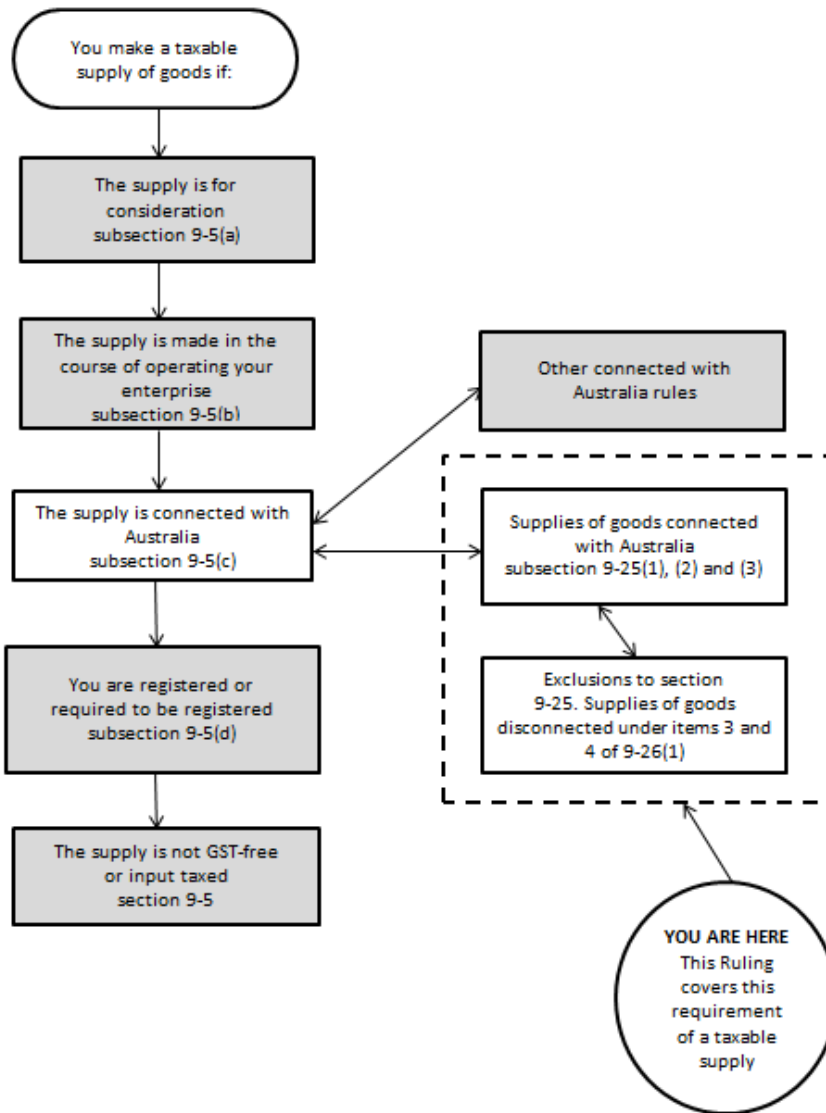 You make a taxable
supply of goods if:
The supply is for
consideration
subsection 9-5(a)
The supply is made in the
course of operating your
enterprise
subsection 9-5(b)
Other connected with
Australia rules
The supply is connected with
Australia
subsection 9-5(c)
Supplies of goods connected
with Australia
subsection 9-25(1), (2) and (3)
You are registered or
required to be registered
subsection 9-5(d)
Exclusions to section
9-25. Supplies of goods
disconnected under items 3 and
4 of 9-26(1)
The supply is not GST-free
or input taxed
section 9-5
YOU ARE HERE
This Ruling
covers this
requirement
of a taxable
supply